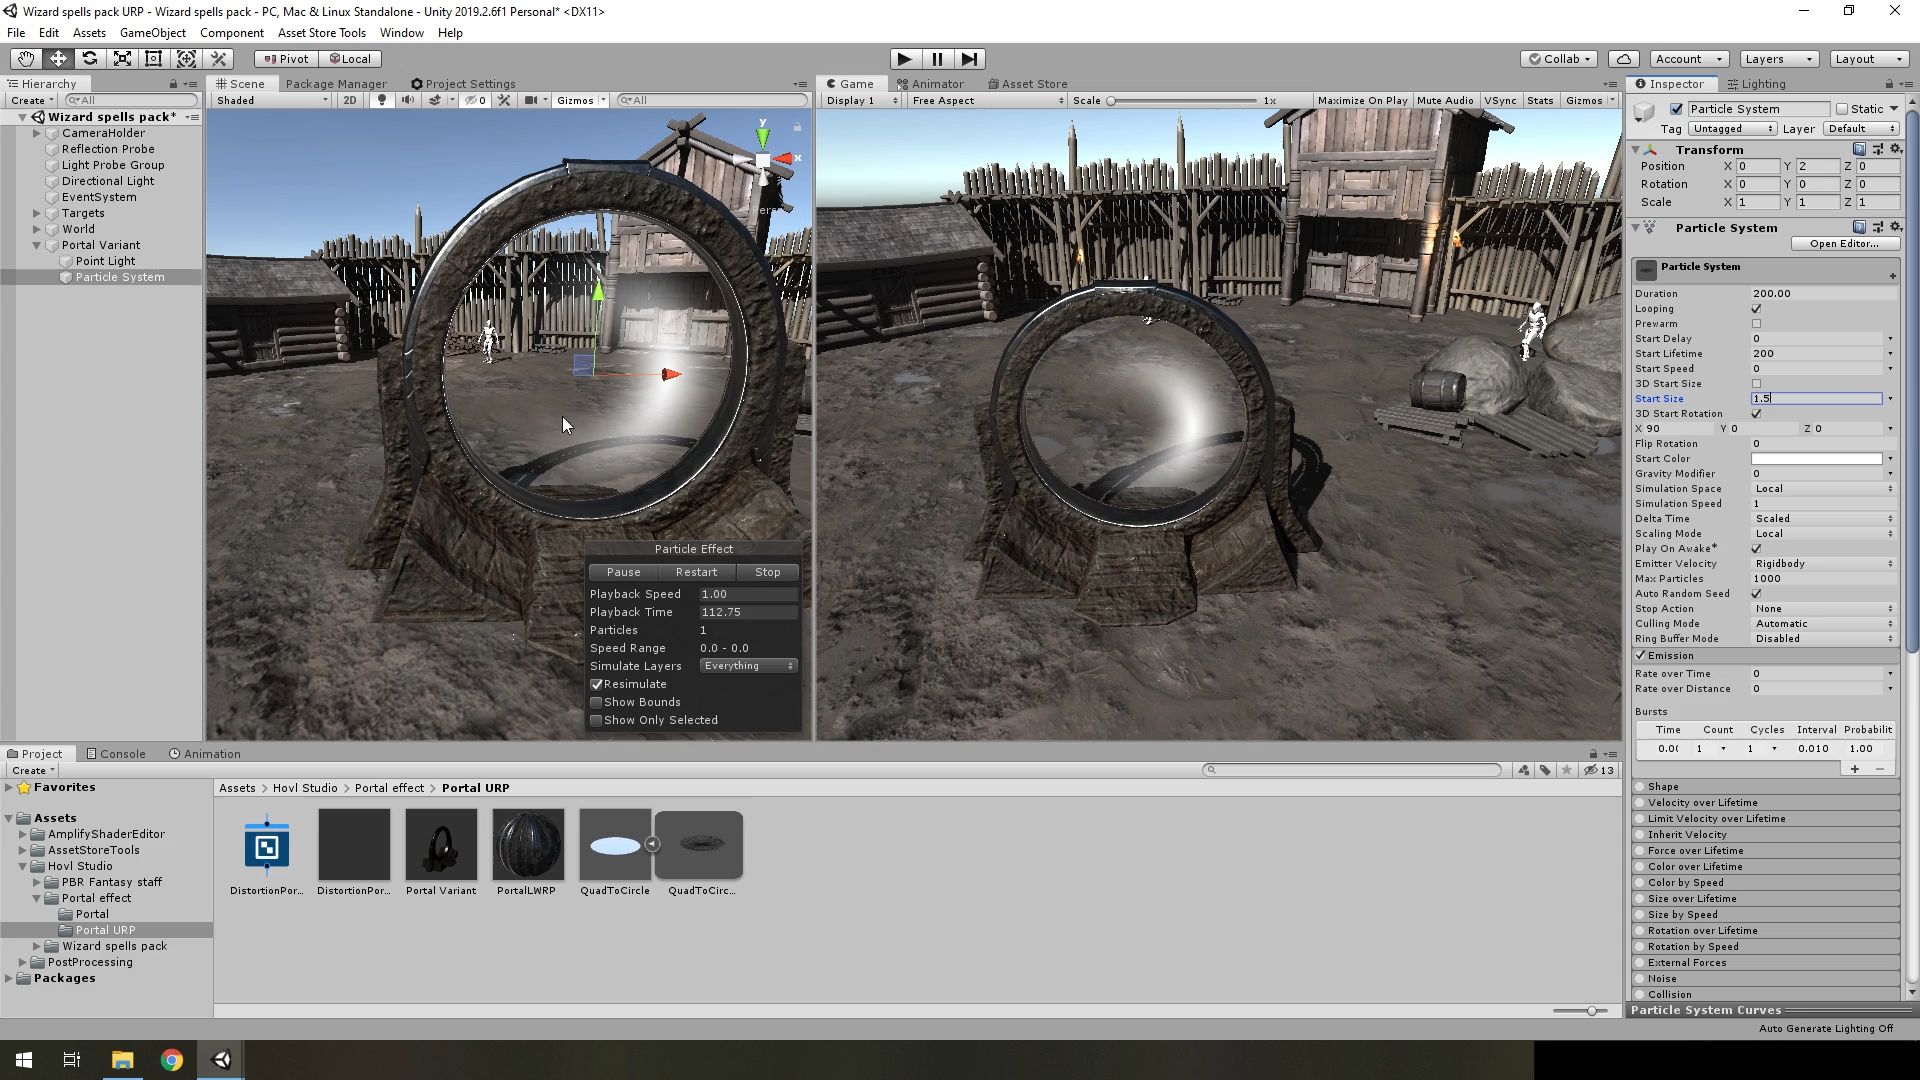 Wizard spells pack URP - Wizard spells pack - PC, Mac & Linux Standalone - Unity 2019.2.6f1 Personal* <DX11>
File Edit Assets GameObject Component Asset Store Tools Window Help
Pivot Local Collab Account Layers Layout
Hierarchy
Create All
Wizard spells pack*
CameraHolder
Reflection Probe
Light Probe Group
Directional Light
EventSystem
Targets
World
Portal Variant
Point Light
Particle System
Scene Package Manager Project Settings
Shaded 2D 0 Gizmos All
y
x
Particle Effect
Pause Restart Stop
Playback Speed 1.00
Playback Time 112.75
Particles 1
Speed Range 0.0 - 0.0
Simulate Layers Everything
Resimulate
Show Bounds
Show Only Selected
Game Animator Asset Store
Display 1 Free Aspect Scale 1x Maximize On Play Mute Audio VSync Stats Gizmos
Inspector Lighting
Particle System Static
Tag Untagged Layer Default
Transform
Position X 0 Y 2 Z 0
Rotation X 0 Y 0 Z 0
Scale X 1 Y 1 Z 1
Particle System
Open Editor...
Particle System
Duration 200.00
Looping
Prewarm
Start Delay 0
Start Lifetime 200
Start Speed 0
3D Start Size
Start Size 1.5
3D Start Rotation
X 90 Y 0 Z 0
Flip Rotation 0
Start Color
Gravity Modifier 0
Simulation Space Local
Simulation Speed 1
Delta Time Scaled
Scaling Mode Local
Play On Awake*
Emitter Velocity Rigidbody
Max Particles 1000
Auto Random Seed
Stop Action None
Culling Mode Automatic
Ring Buffer Mode Disabled
Emission
Rate over Time 0
Rate over Distance 0
Bursts
Time Count Cycles Interval Probabilit
0.0( 1 1 0.010 1.00
Shape
Velocity over Lifetime
Limit Velocity over Lifetime
Inherit Velocity
Force over Lifetime
Color over Lifetime
Color by Speed
Size over Lifetime
Size by Speed
Rotation over Lifetime
Rotation by Speed
External Forces
Noise
Collision
Particle System Curves
Auto Generate Lighting Off
Project Console Animation
Create 13
Favorites
Assets
AmplifyShaderEditor
AssetStoreTools
Hovl Studio
PBR Fantasy staff
Portal effect
Portal
Portal URP
Wizard spells pack
PostProcessing
Packages
Assets > Hovl Studio > Portal effect > Portal URP
DistortionPor... DistortionPor... Portal Variant PortalLWRP QuadToCircle QuadToCirc...